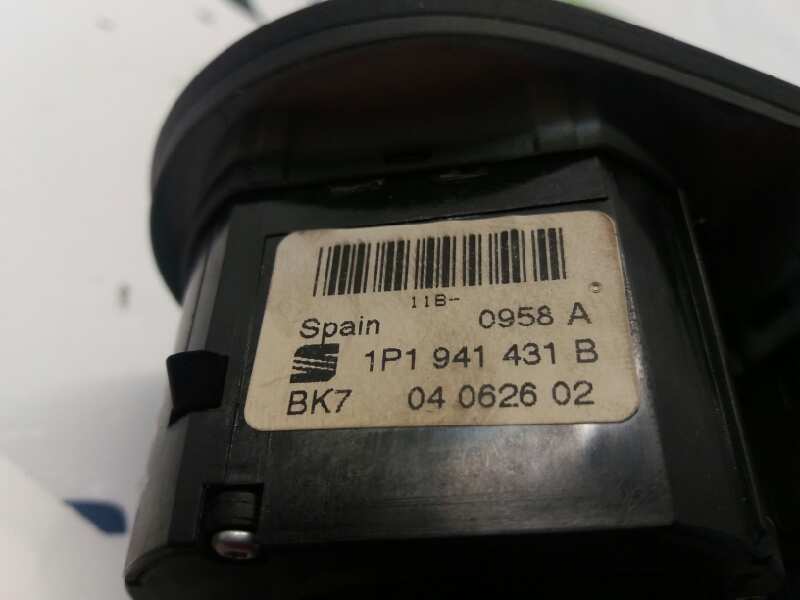 11B-
Spain 0958 A
1P1 941 431 B
BK7 04 0626 02